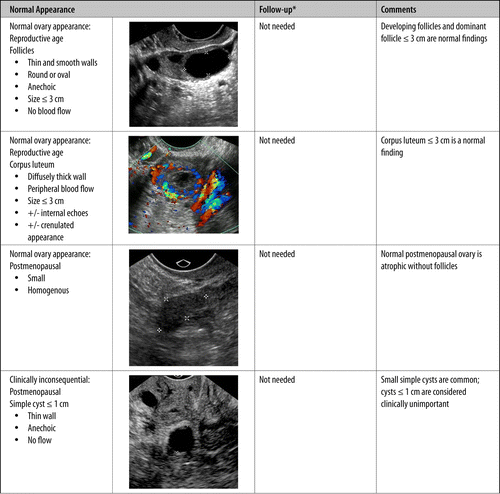 Normal Appearance
Follow-up*
Comments
Normal ovary appearance:
Reproductive age
Follicles
• Thin and smooth walls
• Round or oval
• Anechoic
• Size ≤ 3 cm
• No blood flow
Not needed
Developing follicles and dominant
follicle ≤ 3 cm are normal findings
Normal ovary appearance:
Reproductive age
Corpus luteum
• Diffusely thick wall
• Peripheral blood flow
• Size ≤ 3 cm
• +/- internal echoes
• +/- crenulated
appearance
Not needed
Corpus luteum ≤ 3 cm is a normal
finding
Normal ovary appearance:
Postmenopausal
• Small
• Homogenous
Not needed
Normal postmenopausal ovary is
atrophic without follicles
Clinically inconsequential:
Postmenopausal
Simple cyst ≤ 1 cm
• Thin wall
• Anechoic
• No flow
Not needed
Small simple cysts are common;
cysts ≤ 1 cm are considered
clinically unimportant